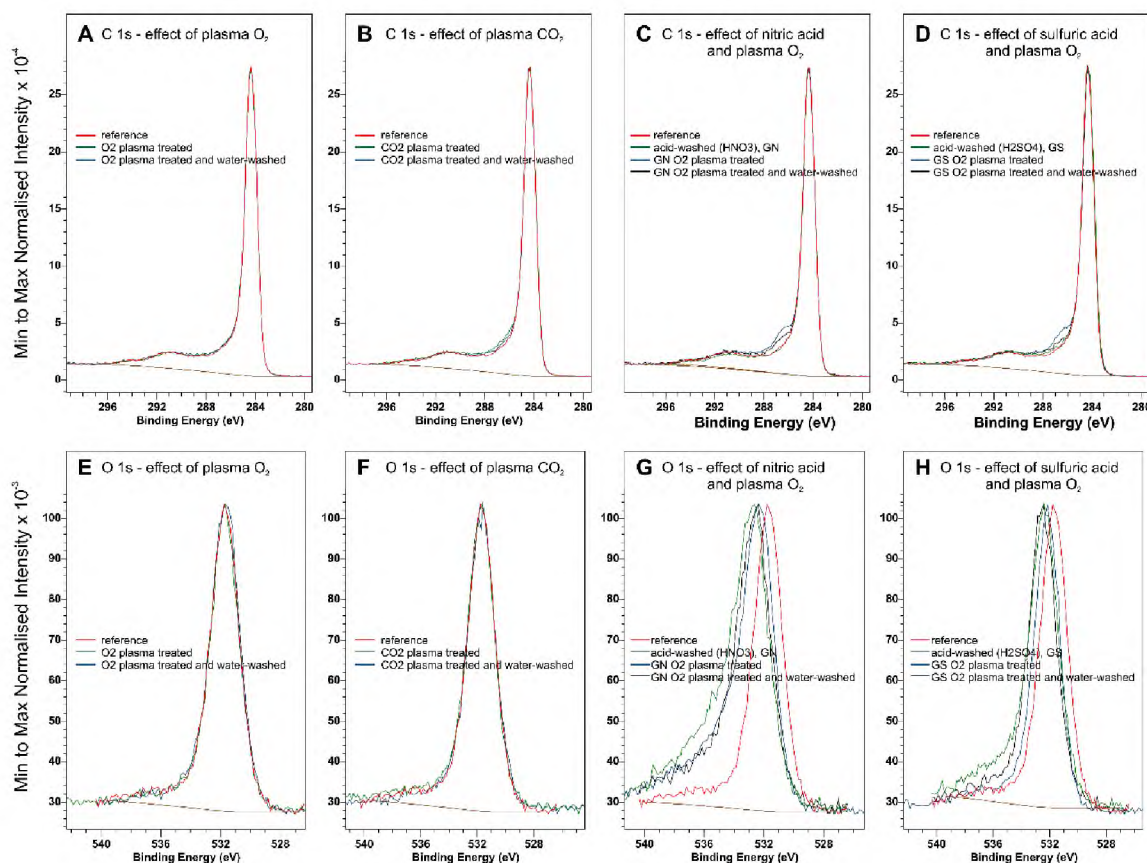 A C 1s - effect of plasma O₂
Min to Max Normalised Intensity x 10⁻⁴
25
20
15
10
5
0
reference
O2 plasma treated
O2 plasma treated and water-washed
296 292 288 284 280
Binding Energy (eV)
B C 1s - effect of plasma CO₂
reference
CO2 plasma treated
CO2 plasma treated and water-washed
296 292 288 284 280
Binding Energy (eV)
C C 1s - effect of nitric acid
and plasma O₂
reference
acid-washed (HNO3), GN
GN O2 plasma treated
GN O2 plasma treated and water-washed
296 292 288 284 280
Binding Energy (eV)
D C 1s - effect of sulfuric acid
and plasma O₂
reference
acid-washed (H2SO4), GS
GS O2 plasma treated
GS O2 plasma treated and water-washed
296 292 288 284 280
Binding Energy (eV)
E O 1s - effect of plasma O₂
Min to Max Normalised Intensity x 10⁻³
100
90
80
70
60
50
40
30
reference
O2 plasma treated
O2 plasma treated and water-washed
540 536 532 528
Binding Energy (eV)
F O 1s - effect of plasma CO₂
reference
CO2 plasma treated
CO2 plasma treated and water-washed
540 536 532 528
Binding Energy (eV)
G O 1s - effect of nitric acid
and plasma O₂
reference
acid-washed (HNO3), GN
GN O2 plasma treated
GN O2 plasma treated and water-washed
540 536 532 528
Binding Energy (eV)
H O 1s - effect of sulfuric acid
and plasma O₂
reference
acid-washed (H2SO4), GS
GS O2 plasma treated
GS O2 plasma treated and water-washed
540 536 532 528
Binding Energy (eV)